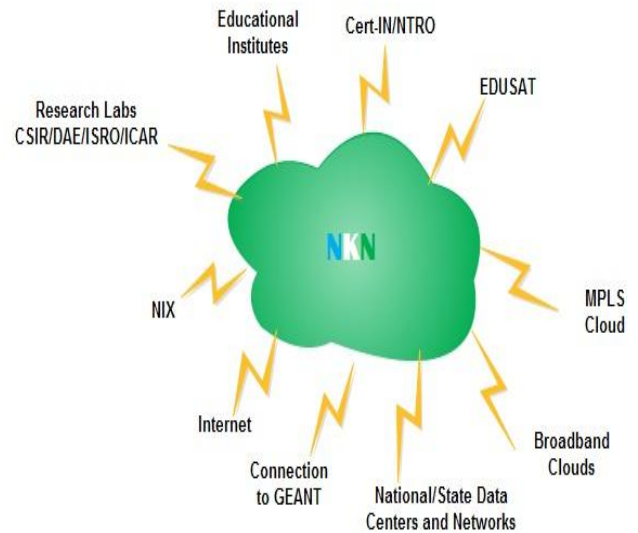 Educational
Institutes
Cert-IN/NTRO
EDUSAT
Research Labs
CSIR/DAE/ISRO/ICAR
NKN
NIX
MPLS
Cloud
Internet
Broadband
Clouds
Connection
to GEANT
National/State Data
Centers and Networks